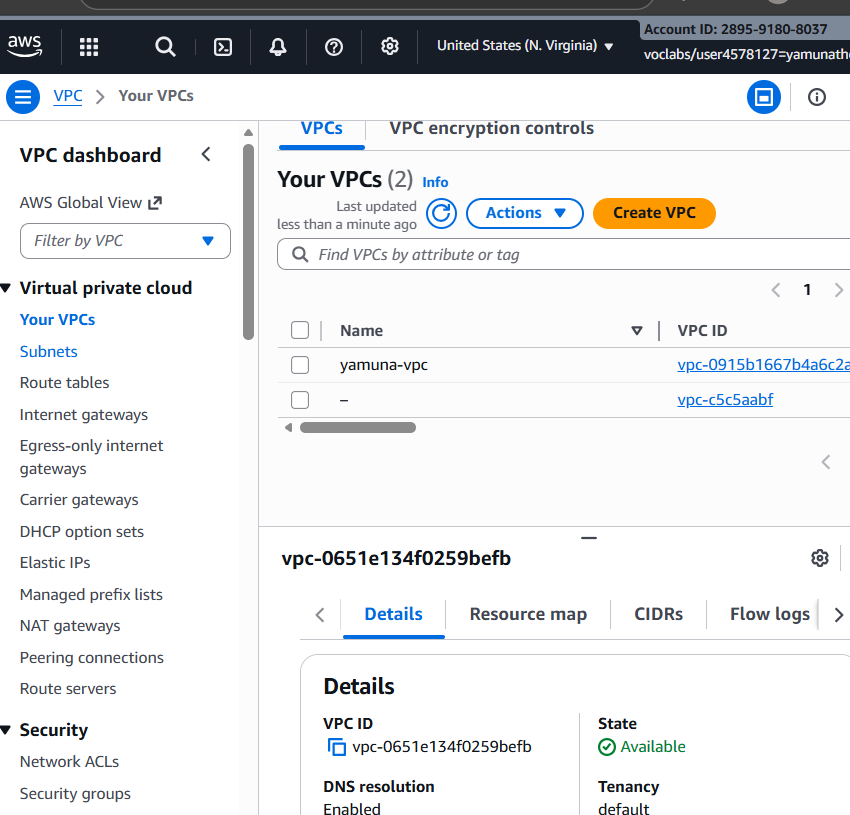 aws
United States (N. Virginia)
Account ID: 2895-9180-8037
voclabs/user4578127=yamunath
VPC
Your VPCs
VPC dashboard
AWS Global View
Filter by VPC
Virtual private cloud
Your VPCs
Subnets
Route tables
Internet gateways
Egress-only internet
gateways
Carrier gateways
DHCP option sets
Elastic IPs
Managed prefix lists
NAT gateways
Peering connections
Route servers
Security
Network ACLs
Security groups
VPCs
VPC encryption controls
Your VPCs (2) Info
Last updated
less than a minute ago
Actions
Create VPC
Find VPCs by attribute or tag
1
Name
VPC ID
yamuna-vpc
vpc-0915b1667b4a6c2a
–
vpc-c5c5aabf
vpc-0651e134f0259befb
Details
Resource map
CIDRs
Flow logs
Details
VPC ID
vpc-0651e134f0259befb
State
Available
DNS resolution
Enabled
Tenancy
default